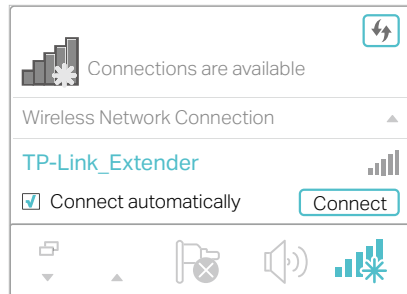 Connections are available
Wireless Network Connection
TP-Link_Extender
Connect automatically
Connect